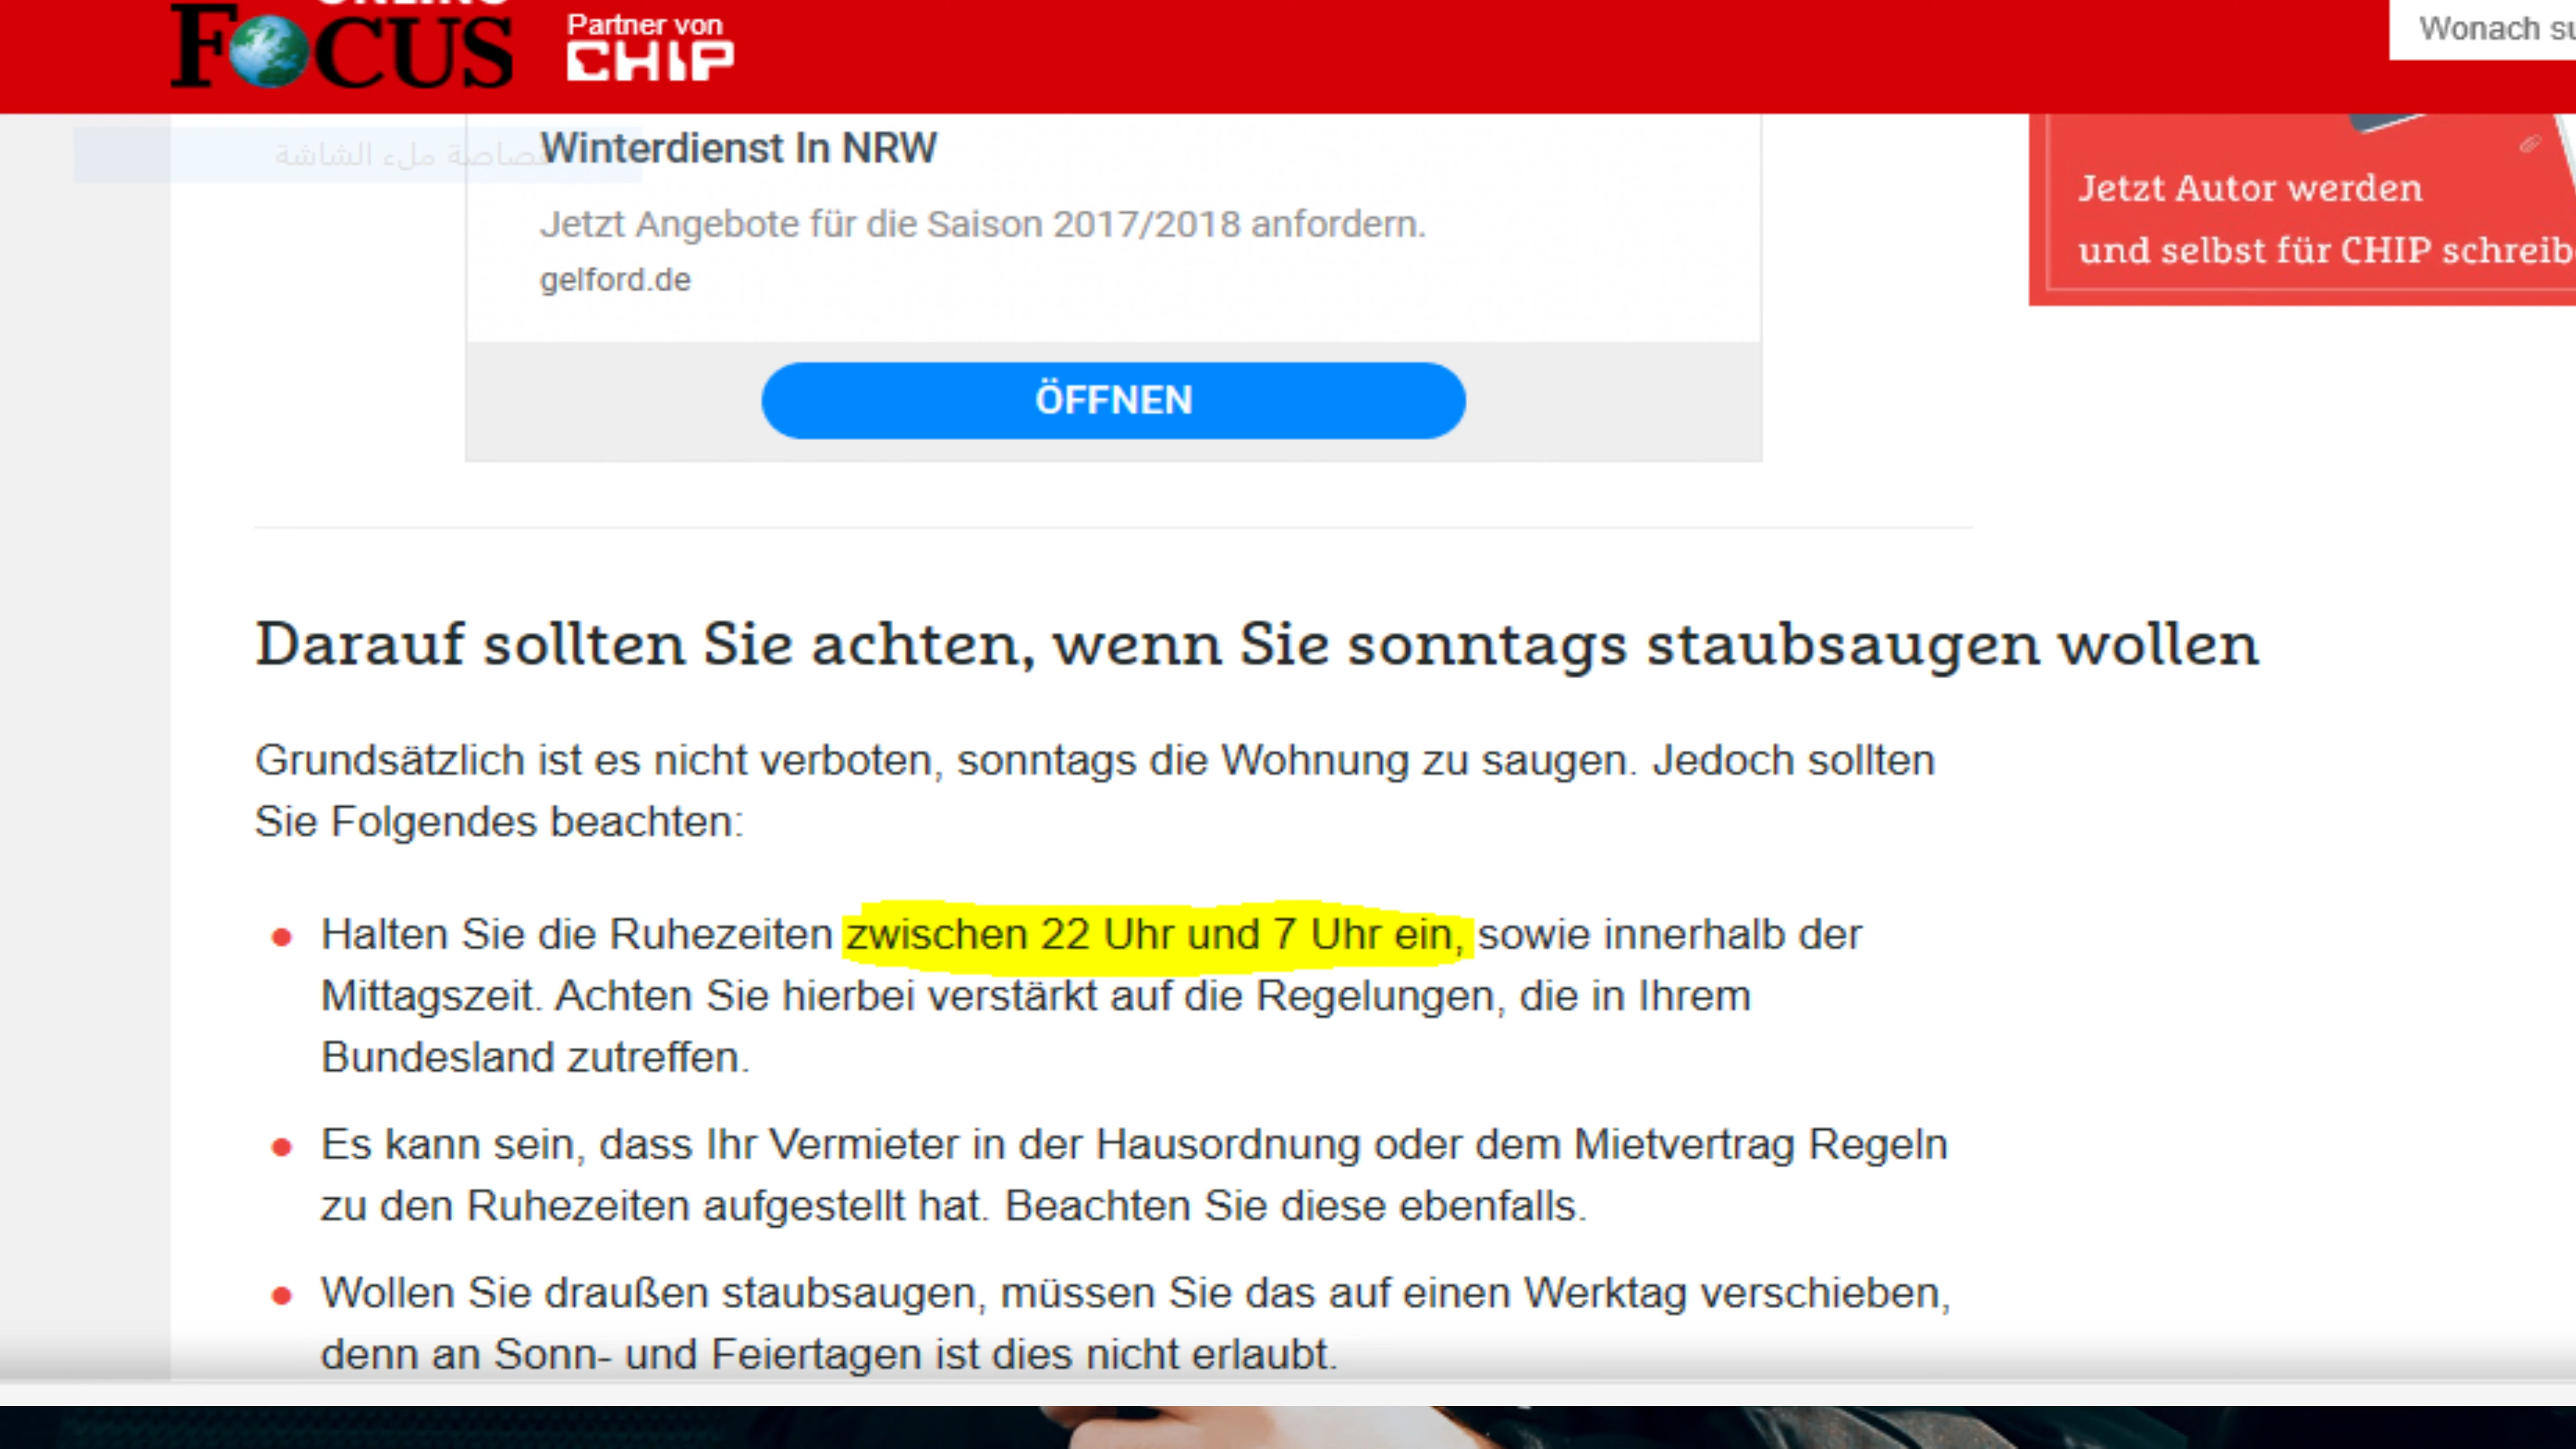 FOCUS
Partner von
CHIP
Wonach
Winterdienst In NRW
ملء الشاشة
Jetzt Angebote für die Saison 2017/2018 anfordern.
gelford.de
ÖFFNEN
Jetzt Autor werden
und selbst für CHIP
Darauf sollten Sie achten, wenn Sie sonntags staubsaugen wollen
Grundsätzlich ist es nicht verboten, sonntags die Wohnung zu saugen. Jedoch sollten
Sie Folgendes beachten:
Halten Sie die Ruhezeiten zwischen 22 Uhr und 7 Uhr ein, sowie innerhalb der
Mittagszeit. Achten Sie hierbei verstärkt auf die Regelungen, die in Ihrem
Bundesland zutreffen.
Es kann sein, dass Ihr Vermieter in der Hausordnung oder dem Mietvertrag Regeln
zu den Ruhezeiten aufgestellt hat. Beachten Sie diese ebenfalls.
Wollen Sie draußen staubsaugen, müssen Sie das auf einen Werktag verschieben,
denn an Sonn- und Feiertagen ist dies nicht erlaubt.